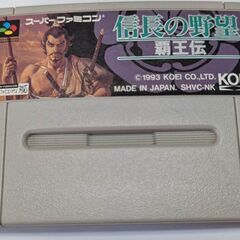 スーパーファミコン
信長の野望
覇王伝
© 1993 KOEI CO.,LTD.
MADE IN JAPAN. SHVC-NK
KOEI